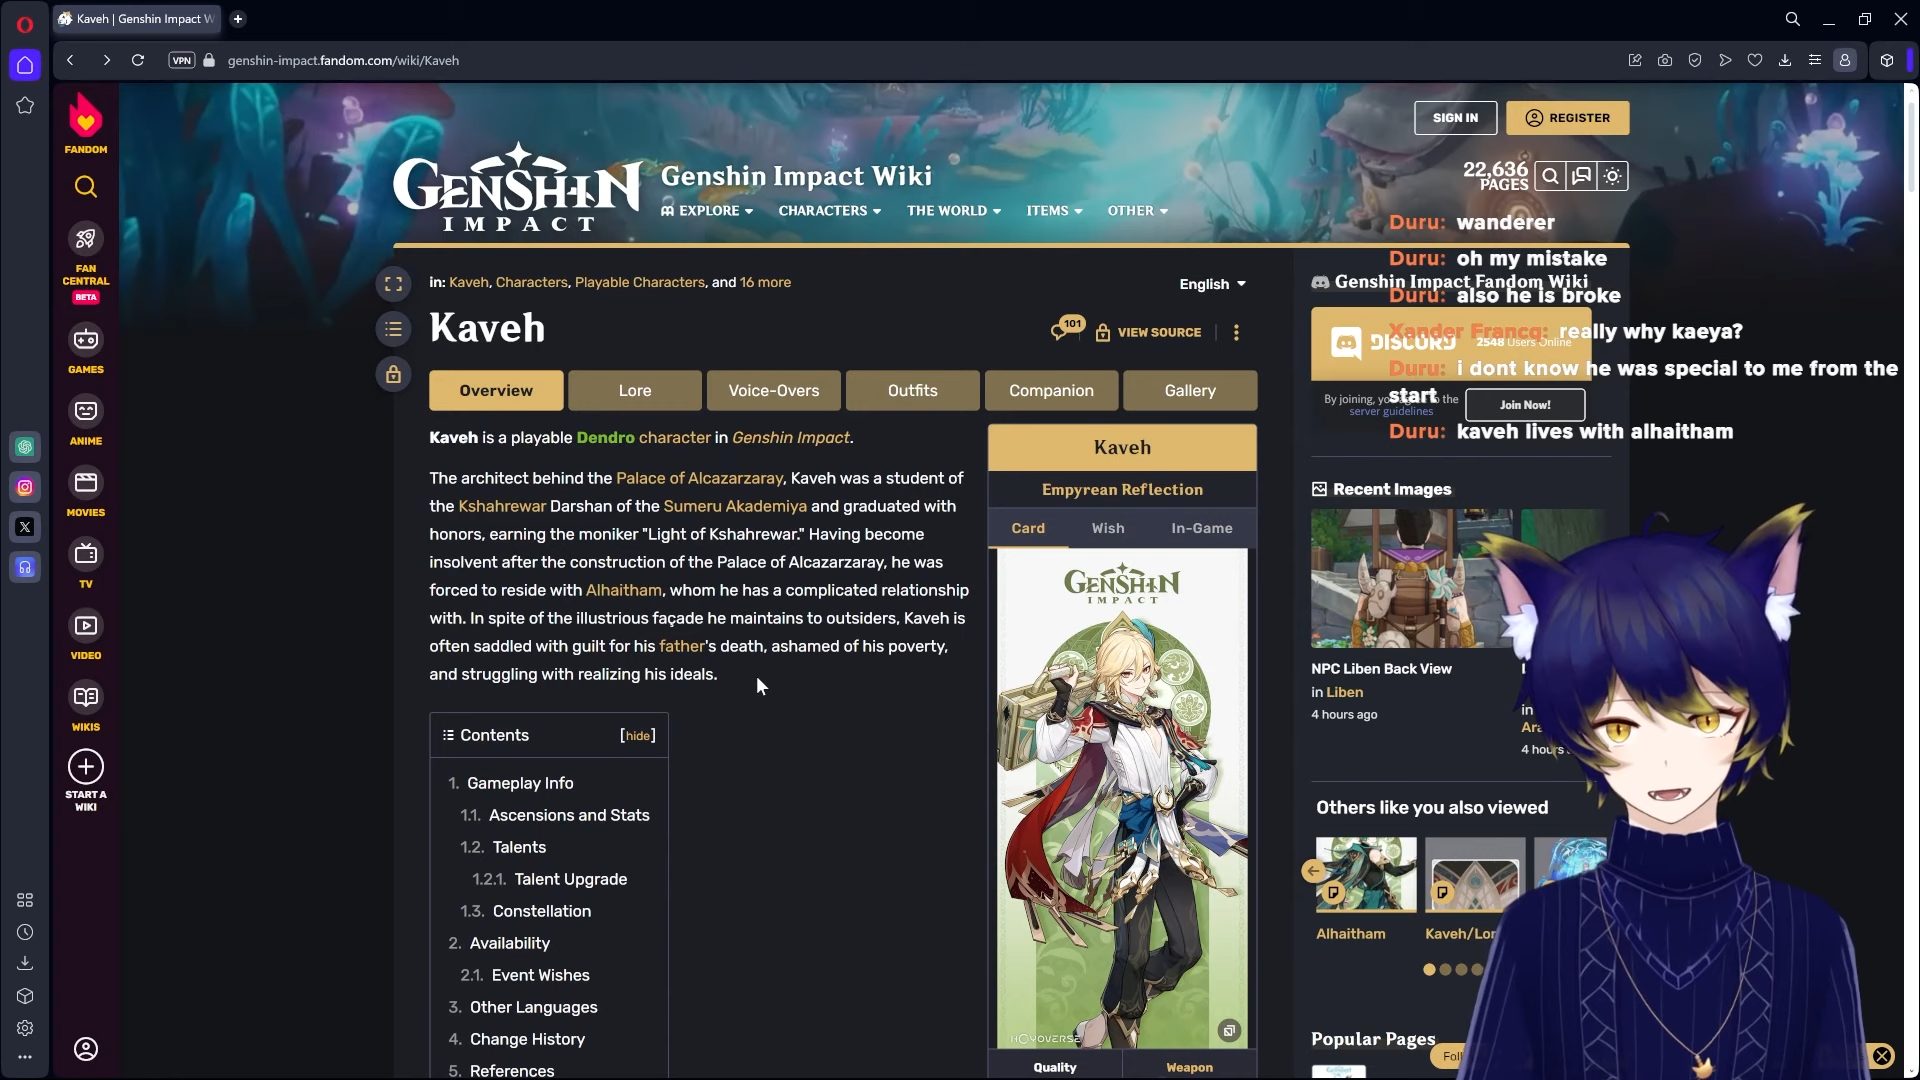 Kaveh | Genshin Impact W
VPN
genshin-impact.fandom.com/wiki/Kaveh
FANDOM
FAN CENTRAL
BETA
GAMES
ANIME
MOVIES
TV
VIDEO
WIKIS
START A WIKI
SIGN IN
REGISTER
GENSHIN IMPACT
Genshin Impact Wiki
EXPLORE
CHARACTERS
THE WORLD
ITEMS
OTHER
22,636 PAGES
in: Kaveh, Characters, Playable Characters, and 16 more
English
Kaveh
101
VIEW SOURCE
Overview
Lore
Voice-Overs
Outfits
Companion
Gallery
Kaveh is a playable Dendro character in Genshin Impact.
The architect behind the Palace of Alcazarzaray, Kaveh was a student of
the Kshahrewar Darshan of the Sumeru Akademiya and graduated with
honors, earning the moniker "Light of Kshahrewar." Having become
insolvent after the construction of the Palace of Alcazarzaray, he was
forced to reside with Alhaitham, whom he has a complicated relationship
with. In spite of the illustrious façade he maintains to outsiders, Kaveh is
often saddled with guilt for his father's death, ashamed of his poverty,
and struggling with realizing his ideals.
Contents [hide]
1. Gameplay Info
1.1. Ascensions and Stats
1.2. Talents
1.2.1. Talent Upgrade
1.3. Constellation
2. Availability
2.1. Event Wishes
3. Other Languages
4. Change History
5. References
Kaveh
Empyrean Reflection
Card
Wish
In-Game
GENSHIN
IMPACT
HOYOVERSE
Quality
Weapon
Duru: wanderer
Duru: oh my mistake
Genshin Impact Fandom Wiki
Duru: also he is broke
Xander Francq: really why kaeya?
DISCORD 2548 Users Online
Duru: i dont know he was special to me from the
start
By joining, you agree to the
server guidelines
Join Now!
Duru: kaveh lives with alhaitham
Recent Images
NPC Liben Back View
in Liben
4 hours ago
in
Ara
4 hours
Others like you also viewed
Alhaitham
Kaveh/Lor
Popular Pages
Foll